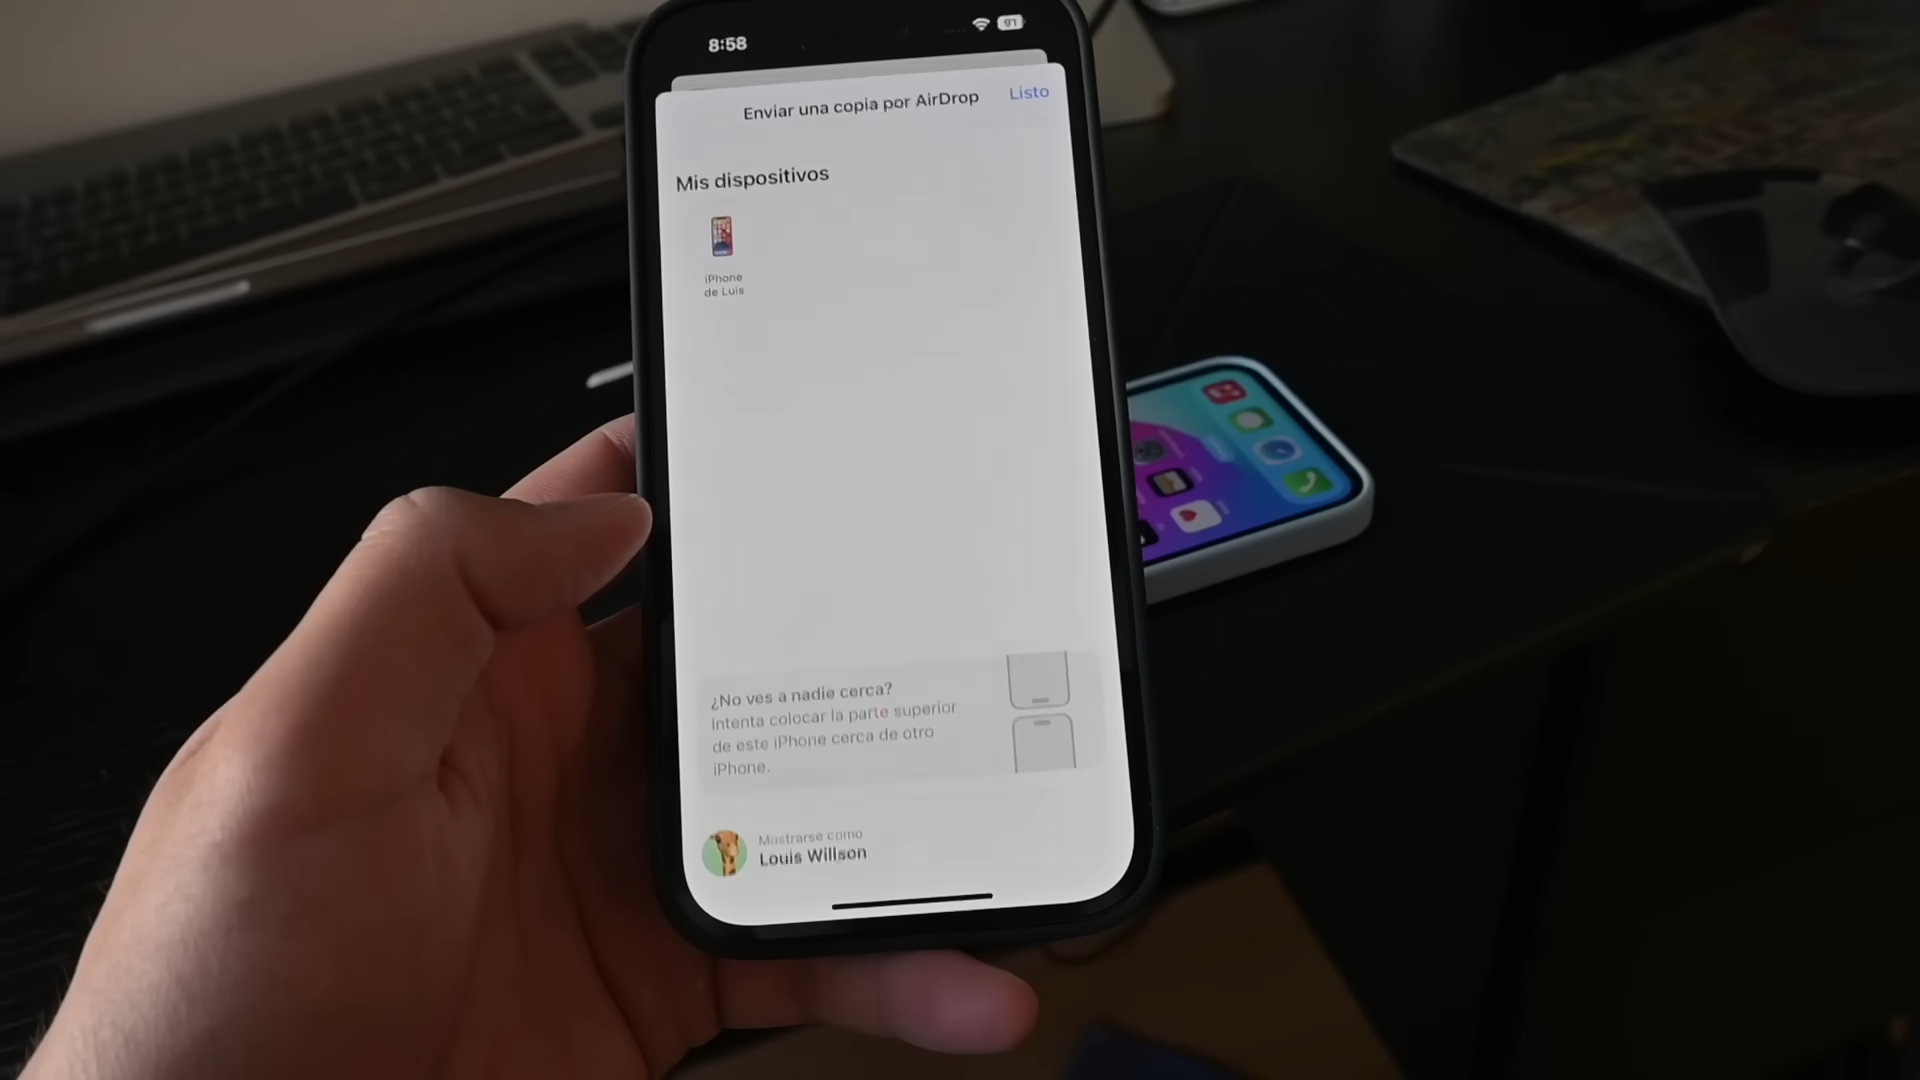 8:58
91
Enviar una copia por AirDrop
Listo
Mis dispositivos
iPhone
de Luis
¿No ves a nadie cerca?
Intenta colocar la parte superior
de este iPhone cerca de otro
iPhone.
Mostrarse como
Louis Willson